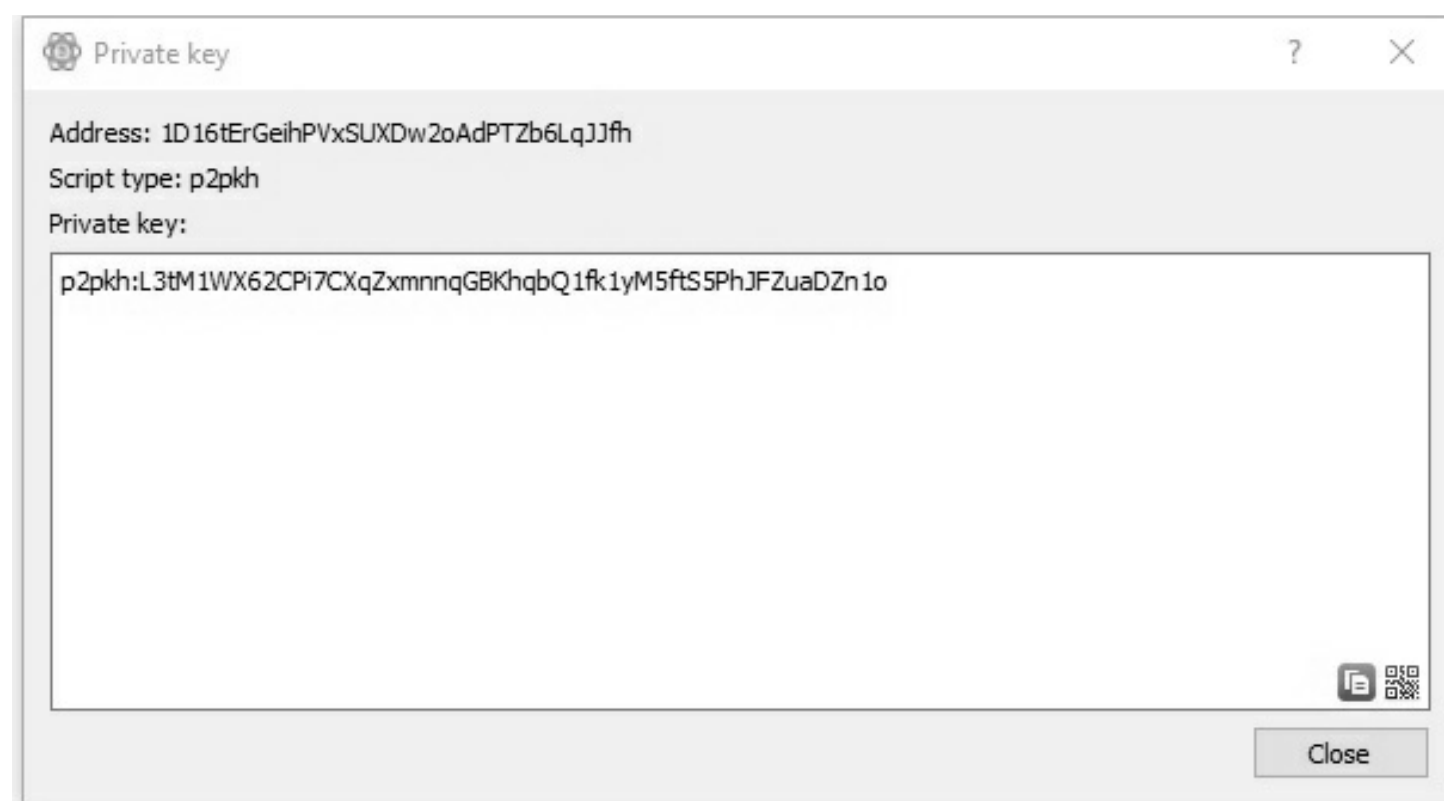 Private key
Address: 1D16tErGeihPVxSUXDw2oAdPTZb6LqJJfh
Script type: p2pkh
Private key:
p2pkh:L3tM1WX62CPi7CXqZxmnnqGBKhqbQ1fk1yM5ftS5PhJFZuaDZn1o
Close